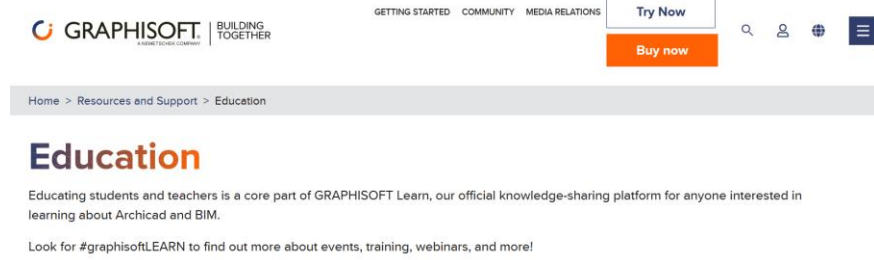 GETTING STARTED COMMUNITY MEDIA RELATIONS
Try Now
GRAPHISOFT.
A NEMETSCHEK COMPANY
BUILDING
TOGETHER
Buy now
Home > Resources and Support > Education
Education
Educating students and teachers is a core part of GRAPHISOFT Learn, our official knowledge-sharing platform for anyone interested in
learning about Archicad and BIM.
Look for #graphisoftLEARN to find out more about events, training, webinars, and more!